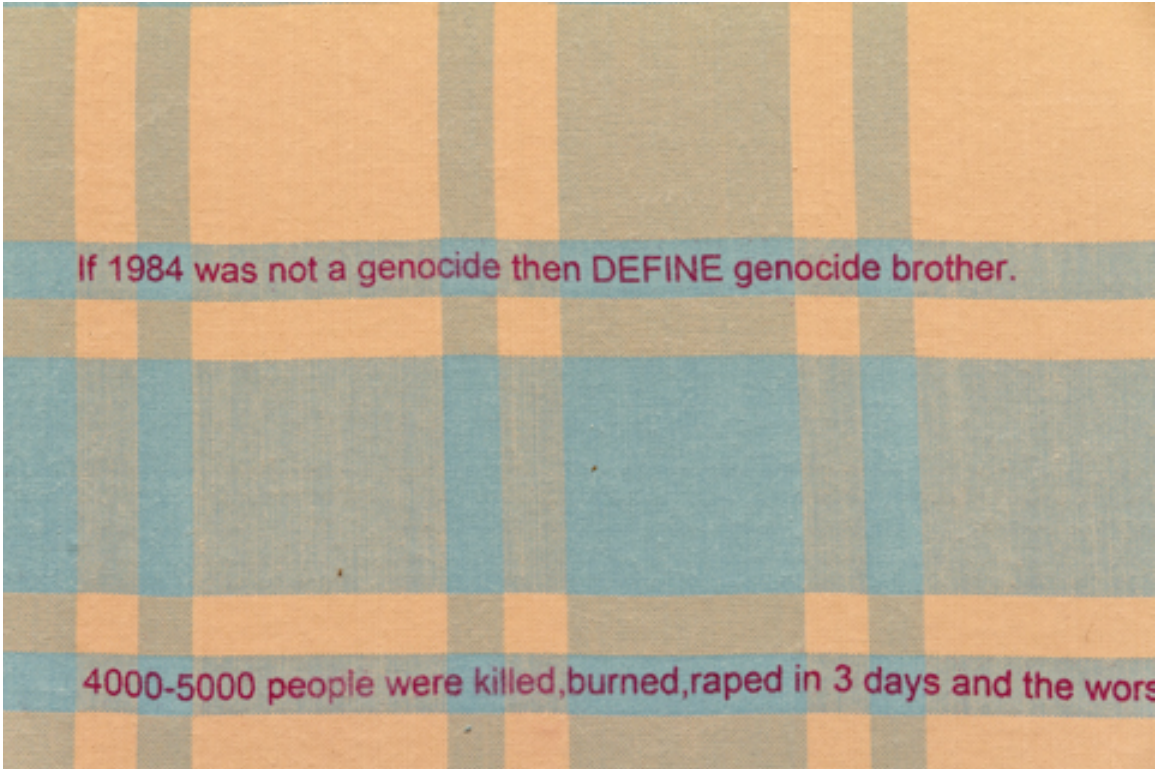 If 1984 was not a genocide then DEFINE genocide brother.
4000-5000 people were killed,burned,raped in 3 days and the wors